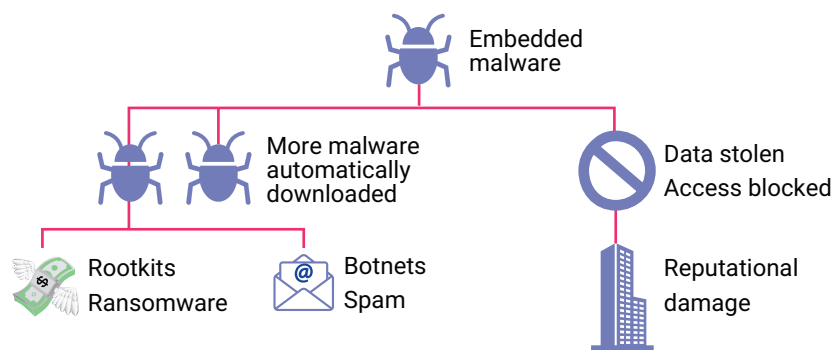 Embedded
malware
More malware
automatically
downloaded
Data stolen
Access blocked
$
Rootkits
Ransomware
@
Botnets
Spam
Reputational
damage